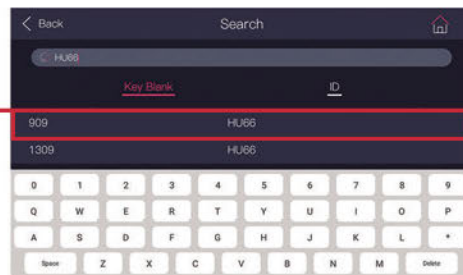 Back Search
HU66
Key Blank ID
909 HU66
1309 HU66
0 1 2 3 4 5 6 7 8 9
Q W E R T Y U I O P
A S D F G H J K L *
Space Z X C V B N M Delete